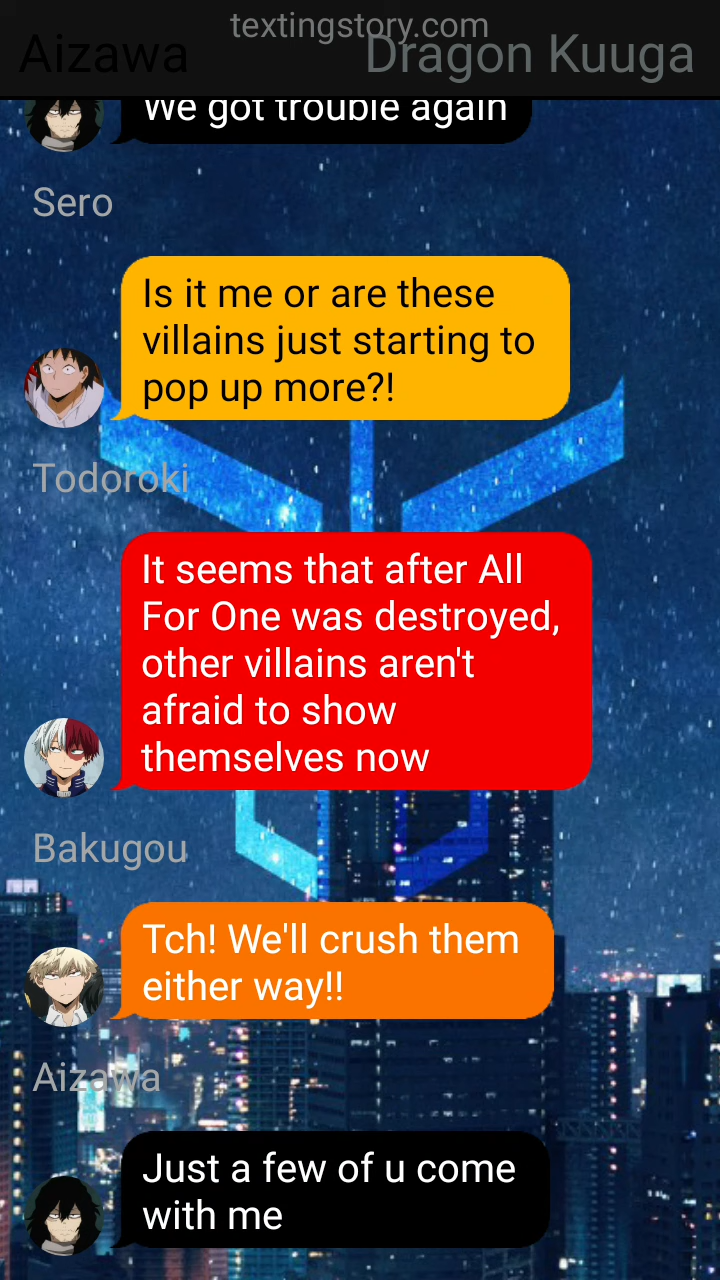 textingstory.com
Aizawa
Dragon Kuuga
We got trouble again
Sero
Is it me or are these
villains just starting to
pop up more?!
Todoroki
It seems that after All
For One was destroyed,
other villains aren't
afraid to show
themselves now
Bakugou
Tch! We'll crush them
either way!!
Aizawa
Just a few of u come
with me